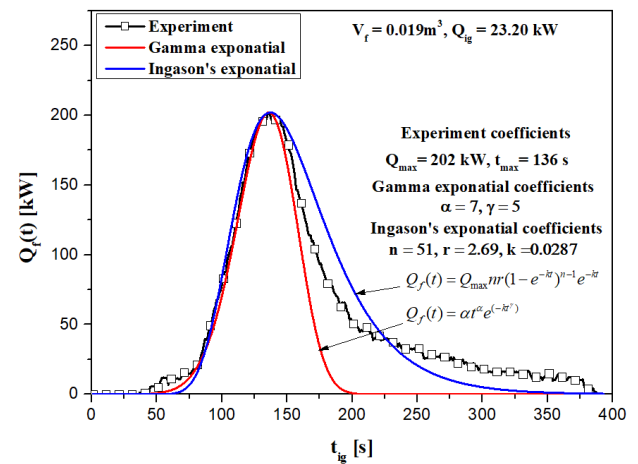 Experiment
Gamma exponatial
Ingason's exponatial
V_f = 0.019m³, Q_ig = 23.20 kW
Experiment coefficients
Q_max = 202 kW, t_max = 136 s
Gamma exponatial coefficients
α = 7, γ = 5
Ingason's exponatial coefficients
n = 51, r = 2.69, k =0.0287
Q_f(t) = Q_max nr(1 − e^{−kt})^{n−1}e^{−kt}
Q_f(t) = αt^α e^{(−kt^γ)}
Q_f(t) [kW]
250
200
150
100
50
0
0 50 100 150 200 250 300 350 400
t_ig [s]